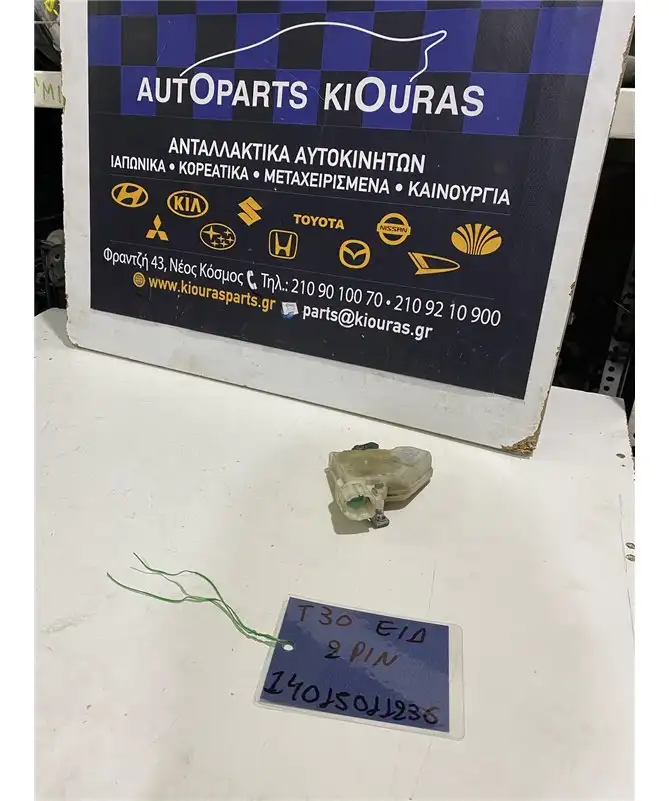 AUTOPARTS KIOURAS
ΑΝΤΑΛΛΑΚΤΙΚΑ ΑΥΤΟΚΙΝΗΤΩΝ
ΙΑΠΩΝΙΚΑ • ΚΟΡΕΑΤΙΚΑ • ΜΕΤΑΧΕΙΡΙΣΜΕΝΑ • ΚΑΙΝΟΥΡΓΙΑ
KIA
TOYOTA
NISSAN
Φραντζή 43, Νέος Κόσμος Τηλ.: 210 90 100 70 • 210 92 10 900
www.kiourasparts.gr parts@kiouras.gr
T30 ΕΙΔ
2 PIN
14015011236